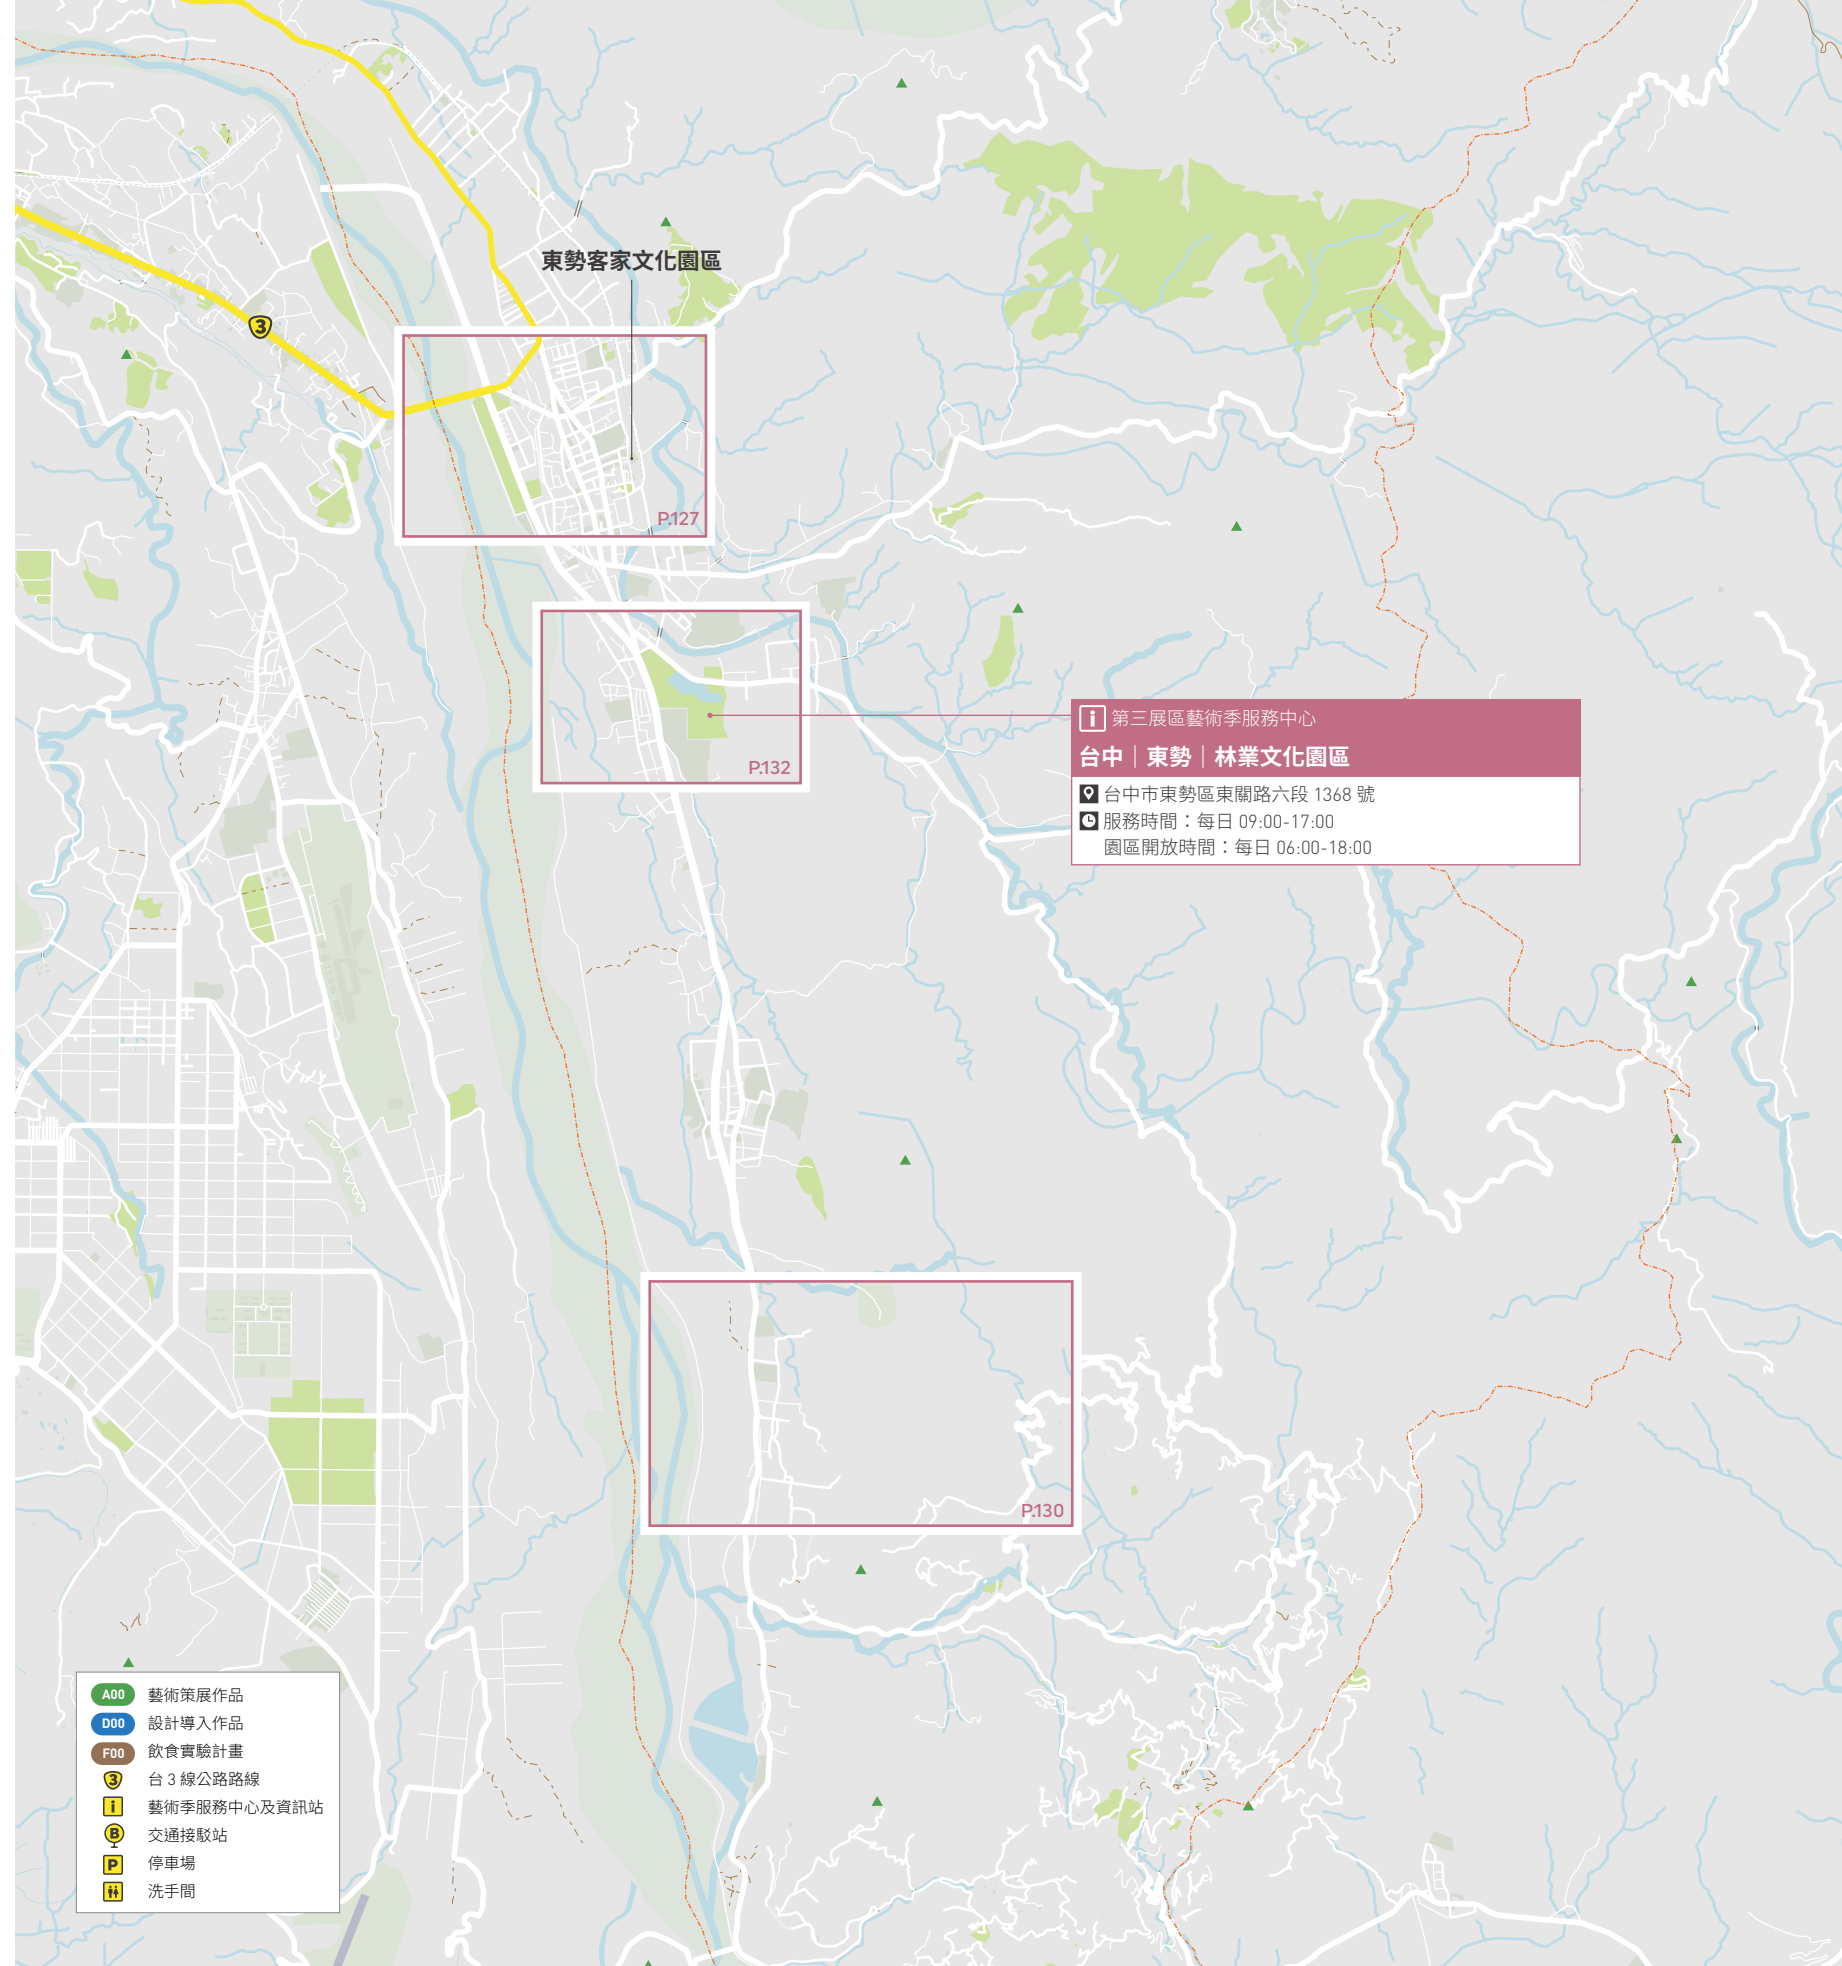 東勢客家文化園區
3
P.127
P.132
i 第三展區藝術季服務中心
台中｜東勢｜林業文化園區
台中市東勢區東關路六段 1368 號
服務時間：每日 09:00-17:00
園區開放時間：每日 06:00-18:00
P.130
A00 藝術策展作品
D00 設計導入作品
F00 飲食實驗計畫
3 台 3 線公路路線
i 藝術季服務中心及資訊站
B 交通接駁站
P 停車場
洗手間